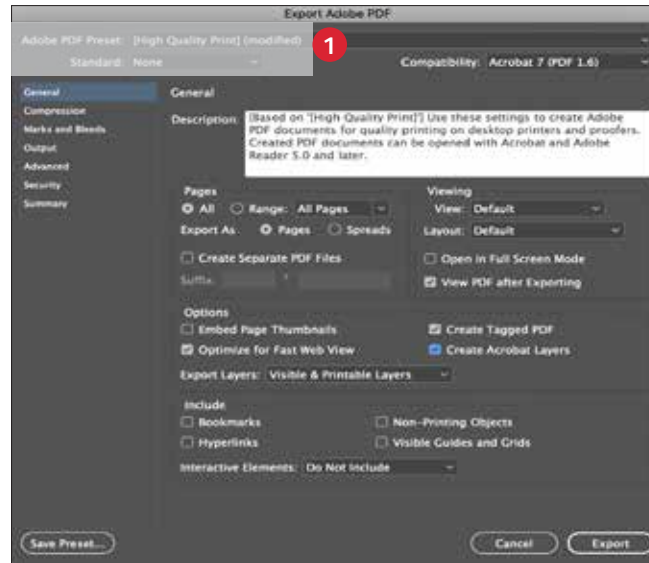 Export Adobe PDF
Adobe PDF Preset: [High Quality Print] (modified)
1
Standard: None
Compatibility: Acrobat 7 (PDF 1.6)
General
Compression
Marks and Bleeds
Output
Advanced
Security
Summary
General
Description: [Based on '[High Quality Print]'] Use these settings to create Adobe
PDF documents for quality printing on desktop printers and proofers.
Created PDF documents can be opened with Acrobat and Adobe
Reader 5.0 and later.
Pages
All Range: All Pages
Export As: Pages Spreads
Create Separate PDF Files
Suffix:
Viewing
View: Default
Layout: Default
Open in Full Screen Mode
View PDF after Exporting
Options
Embed Page Thumbnails
Create Tagged PDF
Optimize for Fast Web View
Create Acrobat Layers
Export Layers: Visible & Printable Layers
Include
Bookmarks
Non-Printing Objects
Hyperlinks
Visible Guides and Grids
Interactive Elements: Do Not Include
Save Preset...
Cancel
Export